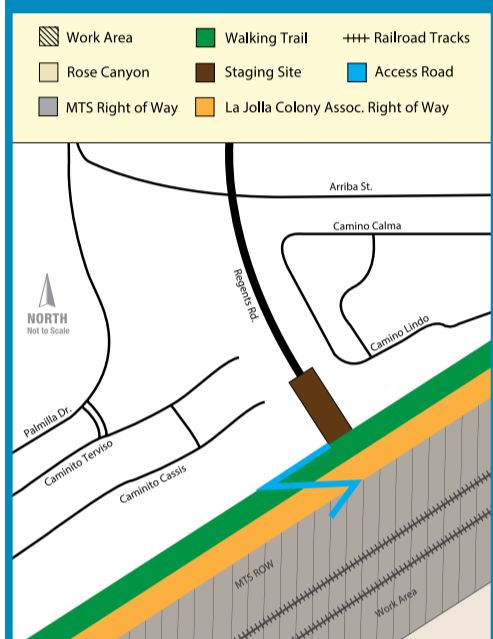 Work Area
Walking Trail
Railroad Tracks
Rose Canyon
Staging Site
Access Road
MTS Right of Way
La Jolla Colony Assoc. Right of Way
Arriba St.
Camino Calma
Regents Rd.
NORTH
Not to Scale
Camino Lindo
Palmilla Dr.
Caminito Terviso
Caminito Cassis
MTS ROW
Work Area